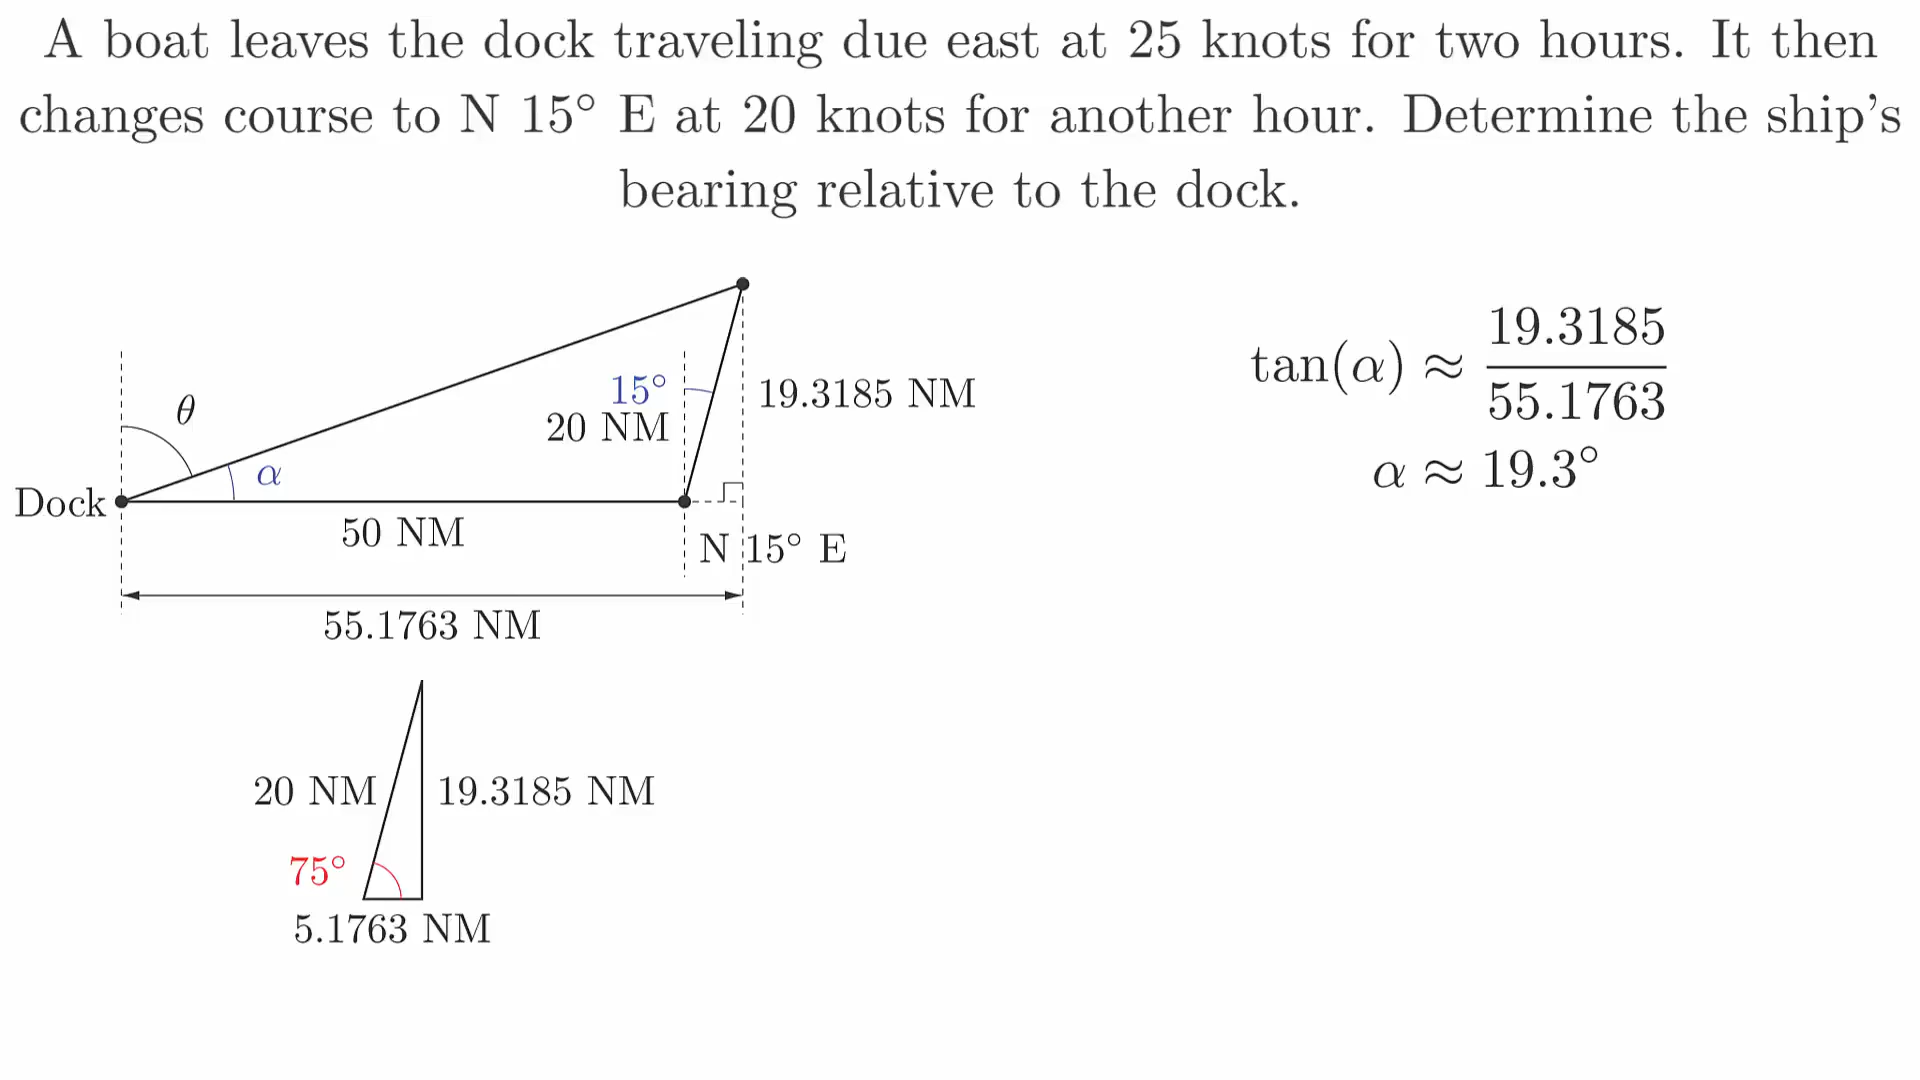 A boat leaves the dock traveling due east at 25 knots for two hours. It then
changes course to N 15° E at 20 knots for another hour. Determine the ship's
bearing relative to the dock.
tan(α) ≈ 19.3185 / 55.1763
α ≈ 19.3°
θ
15°
20 NM
19.3185 NM
α
Dock
50 NM
N 15° E
55.1763 NM
20 NM
19.3185 NM
75°
5.1763 NM